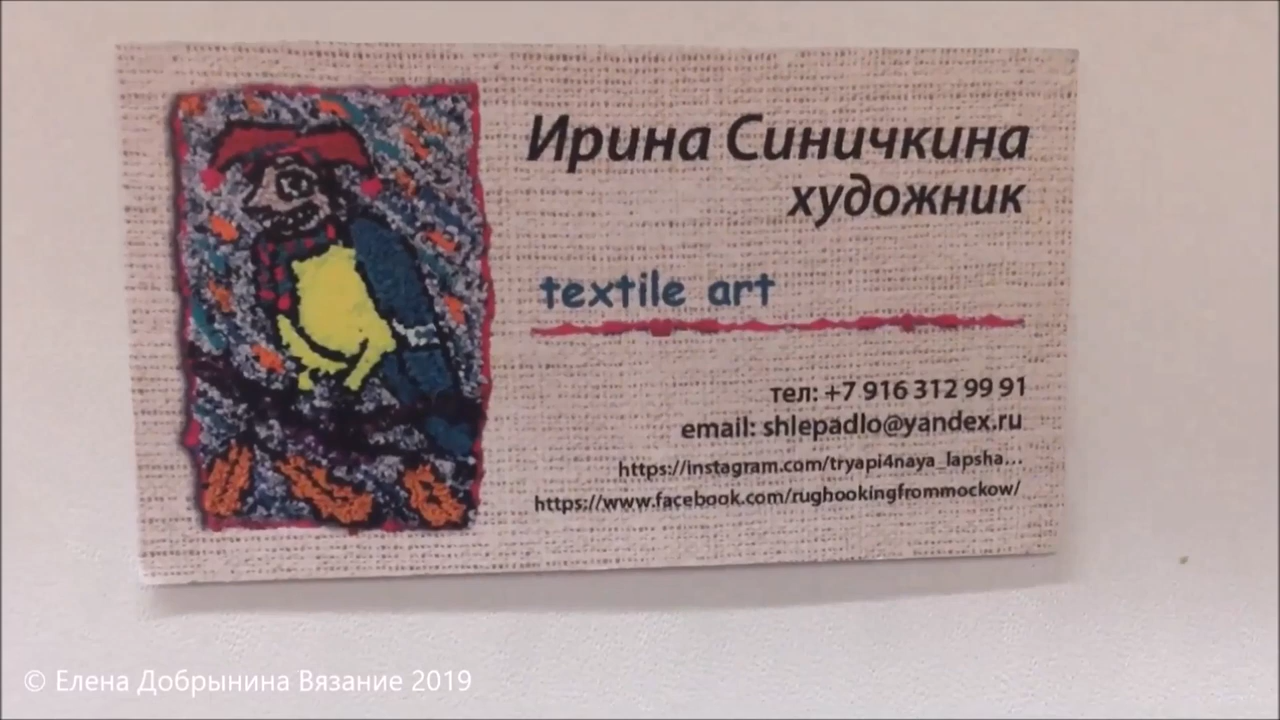 Ирина Синичкина
художник
textile art
тел: +7 916 312 99 91
email: shlepadlo@yandex.ru
https://instagram.com/tryapi4naya_lapsha...
https://www.facebook.com/rughookingfrommockow/
© Елена Добрынина Вязание 2019